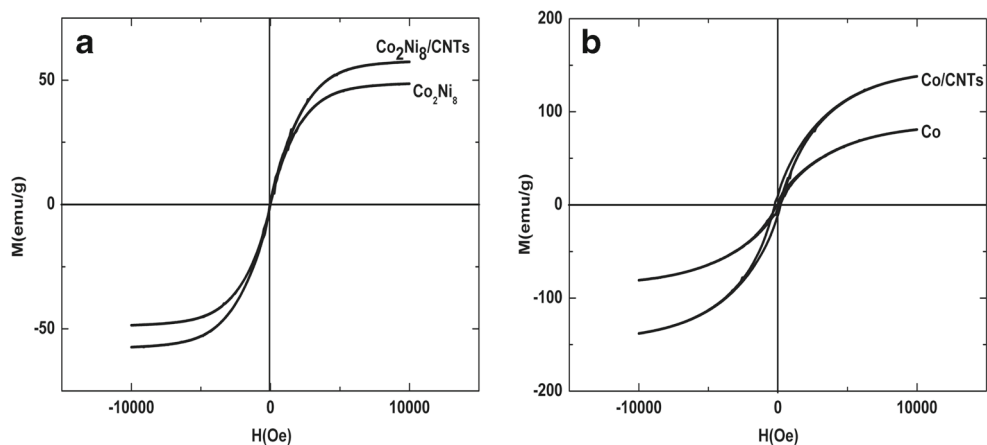 a
Co₂Ni₈/CNTs
Co₂Ni₈
50
0
-50
M(emu/g)
-10000
0
10000
H(Oe)
b
200
Co/CNTs
100
Co
0
-100
-200
M(emu/g)
-10000
0
10000
H(Oe)